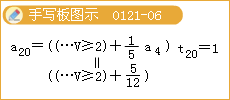 手写板图示 0121-06
a₂₀=((…V≥2)+1/5 a₄) t₂₀=1
=
((…V≥2)+5/12)